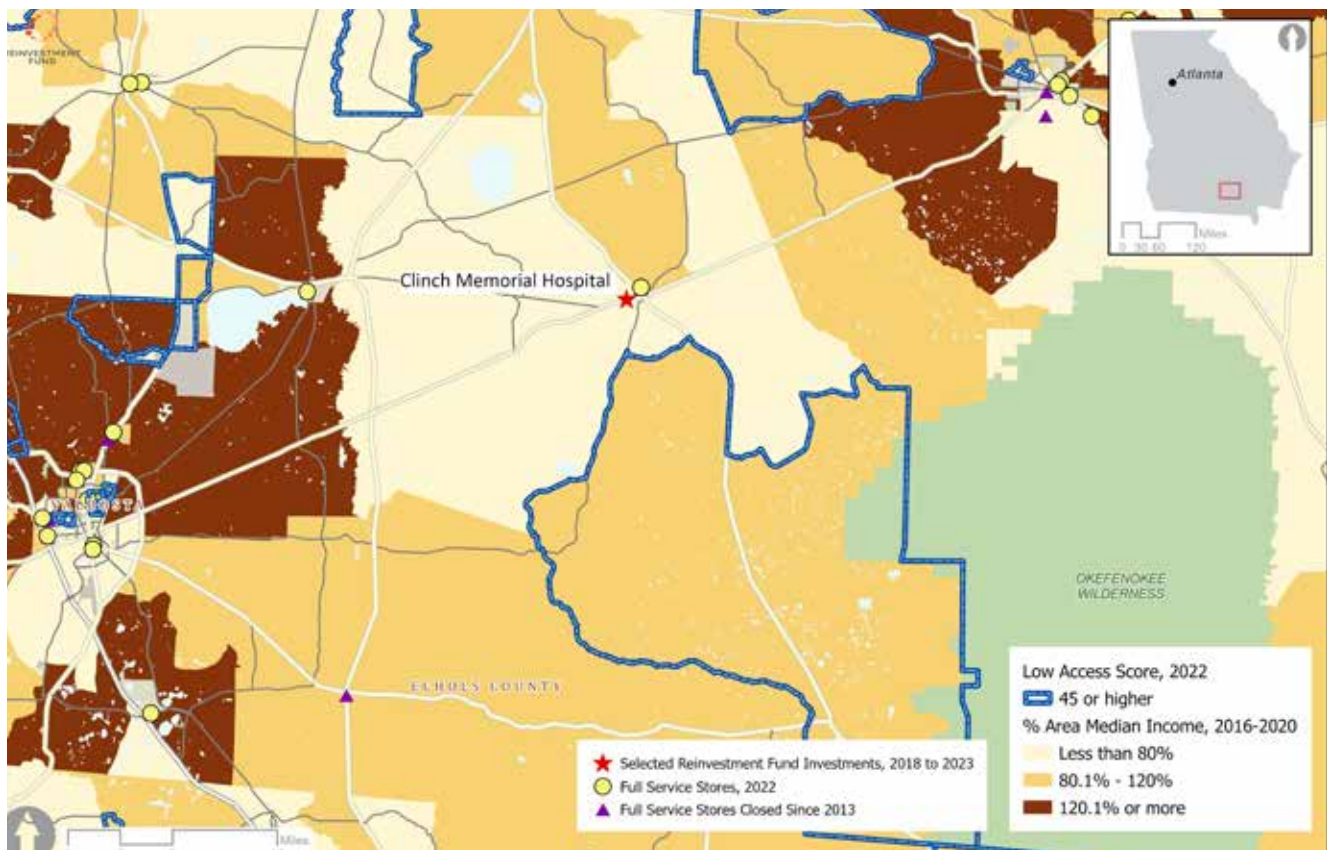 REINVESTMENT
FUND
Atlanta
Miles
0 30 60 120
Clinch Memorial Hospital
VALDOSTA
OKEFENOKEE
WILDERNESS
ECHOLS COUNTY
Low Access Score, 2022
45 or higher
% Area Median Income, 2016-2020
Less than 80%
80.1% - 120%
120.1% or more
Selected Reinvestment Fund Investments, 2018 to 2023
Full Service Stores, 2022
Full Service Stores Closed Since 2013
Miles